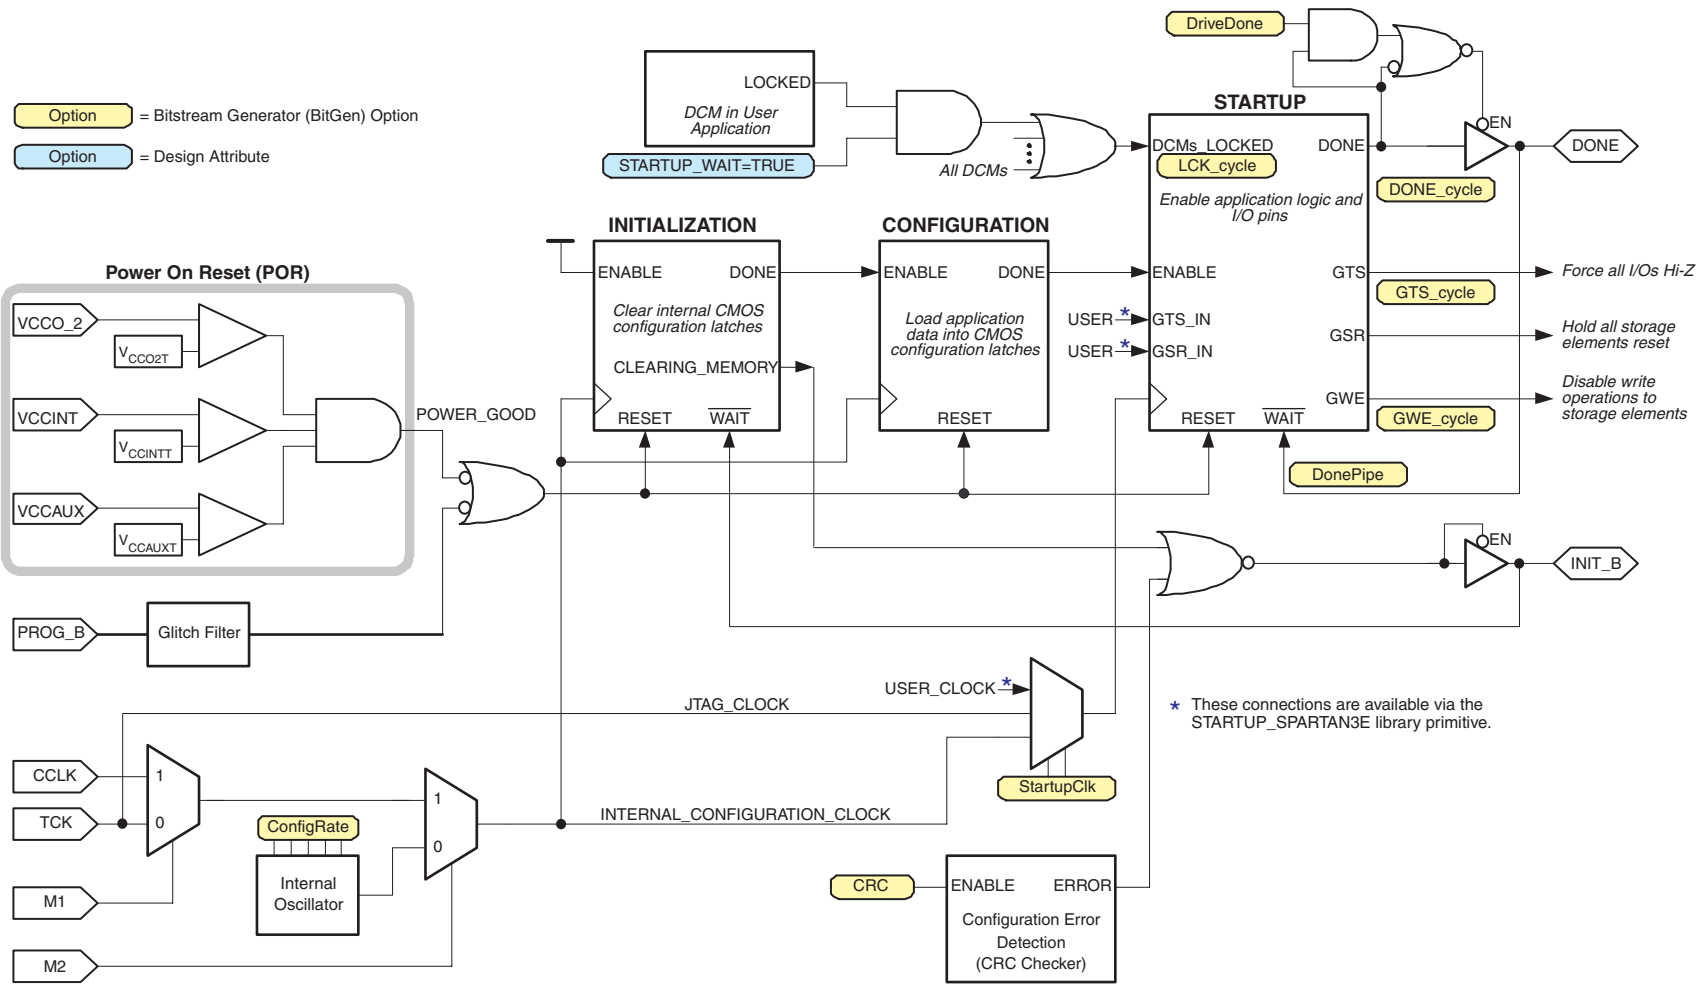 DriveDone
EN
DONE
Option = Bitstream Generator (BitGen) Option
Option = Design Attribute
LOCKED
DCM in User
Application
STARTUP_WAIT=TRUE
All DCMs
STARTUP
DCMs_LOCKED
LCK_cycle
DONE
DONE_cycle
Enable application logic and
I/O pins
ENABLE
USER * GTS_IN
USER * GSR_IN
GTS
GTS_cycle
GSR
GWE
GWE_cycle
RESET
WAIT
DonePipe
Force all I/Os Hi-Z
Hold all storage
elements reset
Disable write
operations to
storage elements
INITIALIZATION
ENABLE
DONE
Clear internal CMOS
configuration latches
CLEARING_MEMORY
RESET
WAIT
CONFIGURATION
ENABLE
DONE
Load application
data into CMOS
configuration latches
RESET
Power On Reset (POR)
VCCO_2
VCCO2T
VCCINT
VCCINTT
VCCAUX
VCCAUXT
POWER_GOOD
PROG_B
Glitch Filter
EN
INIT_B
USER_CLOCK *
JTAG_CLOCK
* These connections are available via the
STARTUP_SPARTAN3E library primitive.
StartupClk
CCLK
TCK
1
0
1
0
ConfigRate
Internal
Oscillator
INTERNAL_CONFIGURATION_CLOCK
M1
M2
CRC
ENABLE
ERROR
Configuration Error
Detection
(CRC Checker)